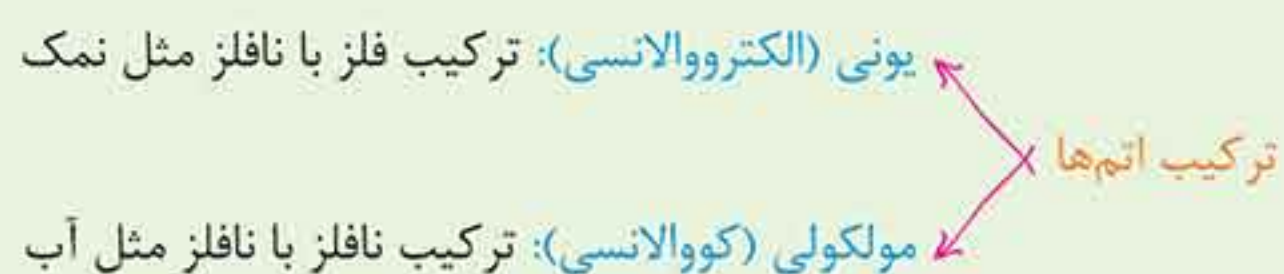 یونی (الکترووالانسی): ترکیب فلز با نافلز مثل نمک
ترکیب اتم‌ها
مولکولی (کووالانسی): ترکیب نافلز با نافلز مثل آب